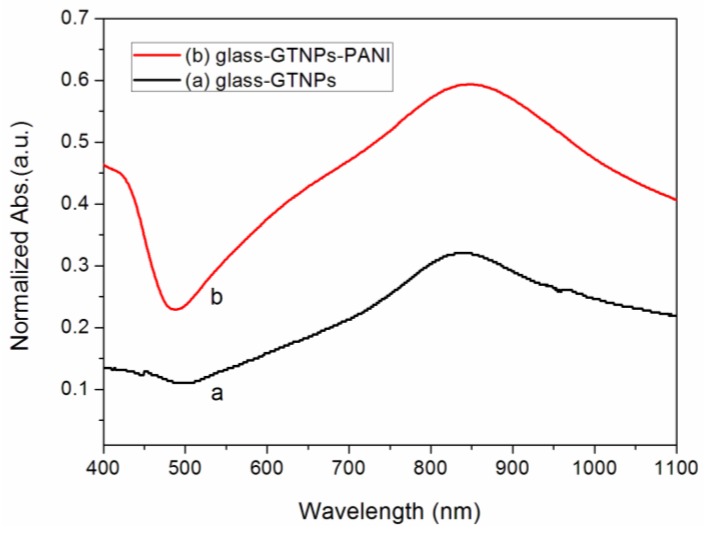 0.7
0.6
0.5
0.4
0.3
0.2
0.1
Normalized Abs.(a.u.)
(b) glass-GTNPs-PANI
(a) glass-GTNPs
b
a
400 500 600 700 800 900 1000 1100
Wavelength (nm)